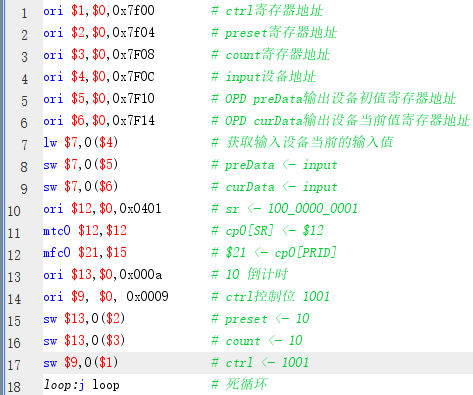 1 ori $1,$0,0x7f00 # ctrl寄存器地址
2 ori $2,$0,0x7f04 # preset寄存器地址
3 ori $3,$0,0x7F08 # count寄存器地址
4 ori $4,$0,0x7F0C # input设备地址
5 ori $5,$0,0x7F10 # OPD preData输出设备初值寄存器地址
6 ori $6,$0,0x7F14 # OPD curData输出设备当前值寄存器地址
7 lw $7,0($4) # 获取输入设备当前的输入值
8 sw $7,0($5) # preData <- input
9 sw $7,0($6) # curData <- input
10 ori $12,$0,0x0401 # sr <- 100_0000_0001
11 mtc0 $12,$12 # cp0[SR] <- $12
12 mfc0 $21,$15 # $21 <- cp0[PRID]
13 ori $13,$0,0x000a # 10 倒计时
14 ori $9, $0, 0x0009 # ctrl控制位 1001
15 sw $13,0($2) # preset <- 10
16 sw $13,0($3) # count <- 10
17 sw $9,0($1) # ctrl <- 1001
18 loop:j loop # 死循环